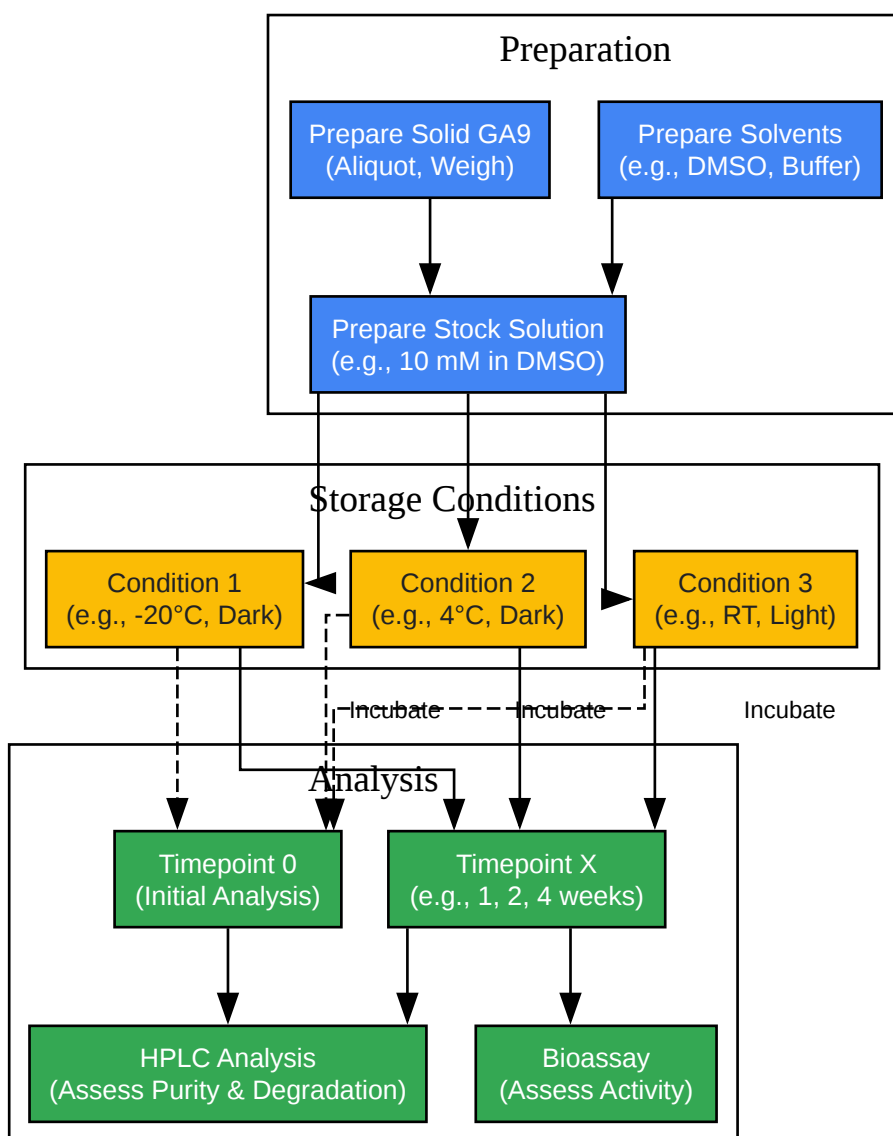 Preparation
Prepare Solid GA9
(Aliquot, Weigh)
Prepare Solvents
(e.g., DMSO, Buffer)
Prepare Stock Solution
(e.g., 10 mM in DMSO)
Storage Conditions
Condition 1
(e.g., -20°C, Dark)
Condition 2
(e.g., 4°C, Dark)
Condition 3
(e.g., RT, Light)
Incubate
Incubate
Incubate
Analysis
Timepoint 0
(Initial Analysis)
Timepoint X
(e.g., 1, 2, 4 weeks)
HPLC Analysis
(Assess Purity & Degradation)
Bioassay
(Assess Activity)